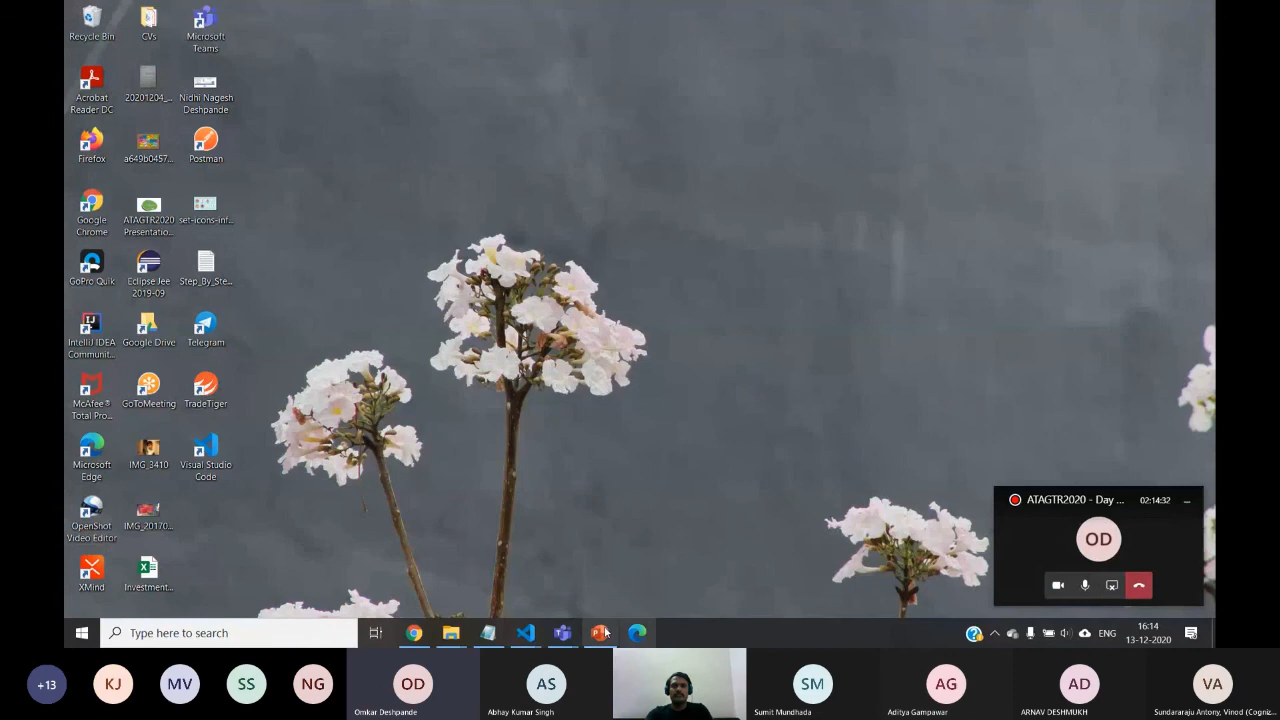 Recycle Bin
CVs
Microsoft
Teams
Acrobat
Reader DC
20201204_...
Nidhi Nagesh
Deshpande
Firefox
a649b0457...
Postman
Google
Chrome
ATAGTR2020
Presentatio...
set-icons-inf...
GoPro Quik
Eclipse Jee
2019-09
Step_By_Ste...
IntelliJ IDEA
Communit...
Google Drive
Telegram
McAfee®
Total Pro...
GoToMeeting
TradeTiger
Microsoft
Edge
IMG_3410
Visual Studio
Code
OpenShot
Video Editor
IMG_20170...
XMind
Investment...
ATAGTR2020 - Day ...
02:14:32
OD
Type here to search
ENG
16:14
13-12-2020
+13
KJ
MV
SS
NG
OD
Omkar Deshpande
AS
Abhay Kumar Singh
SM
Sumit Mundhada
AG
Aditya Gampawar
AD
ARNAV DESHMUKH
VA
Sundararaju Antony, Vinod (Cogniz...